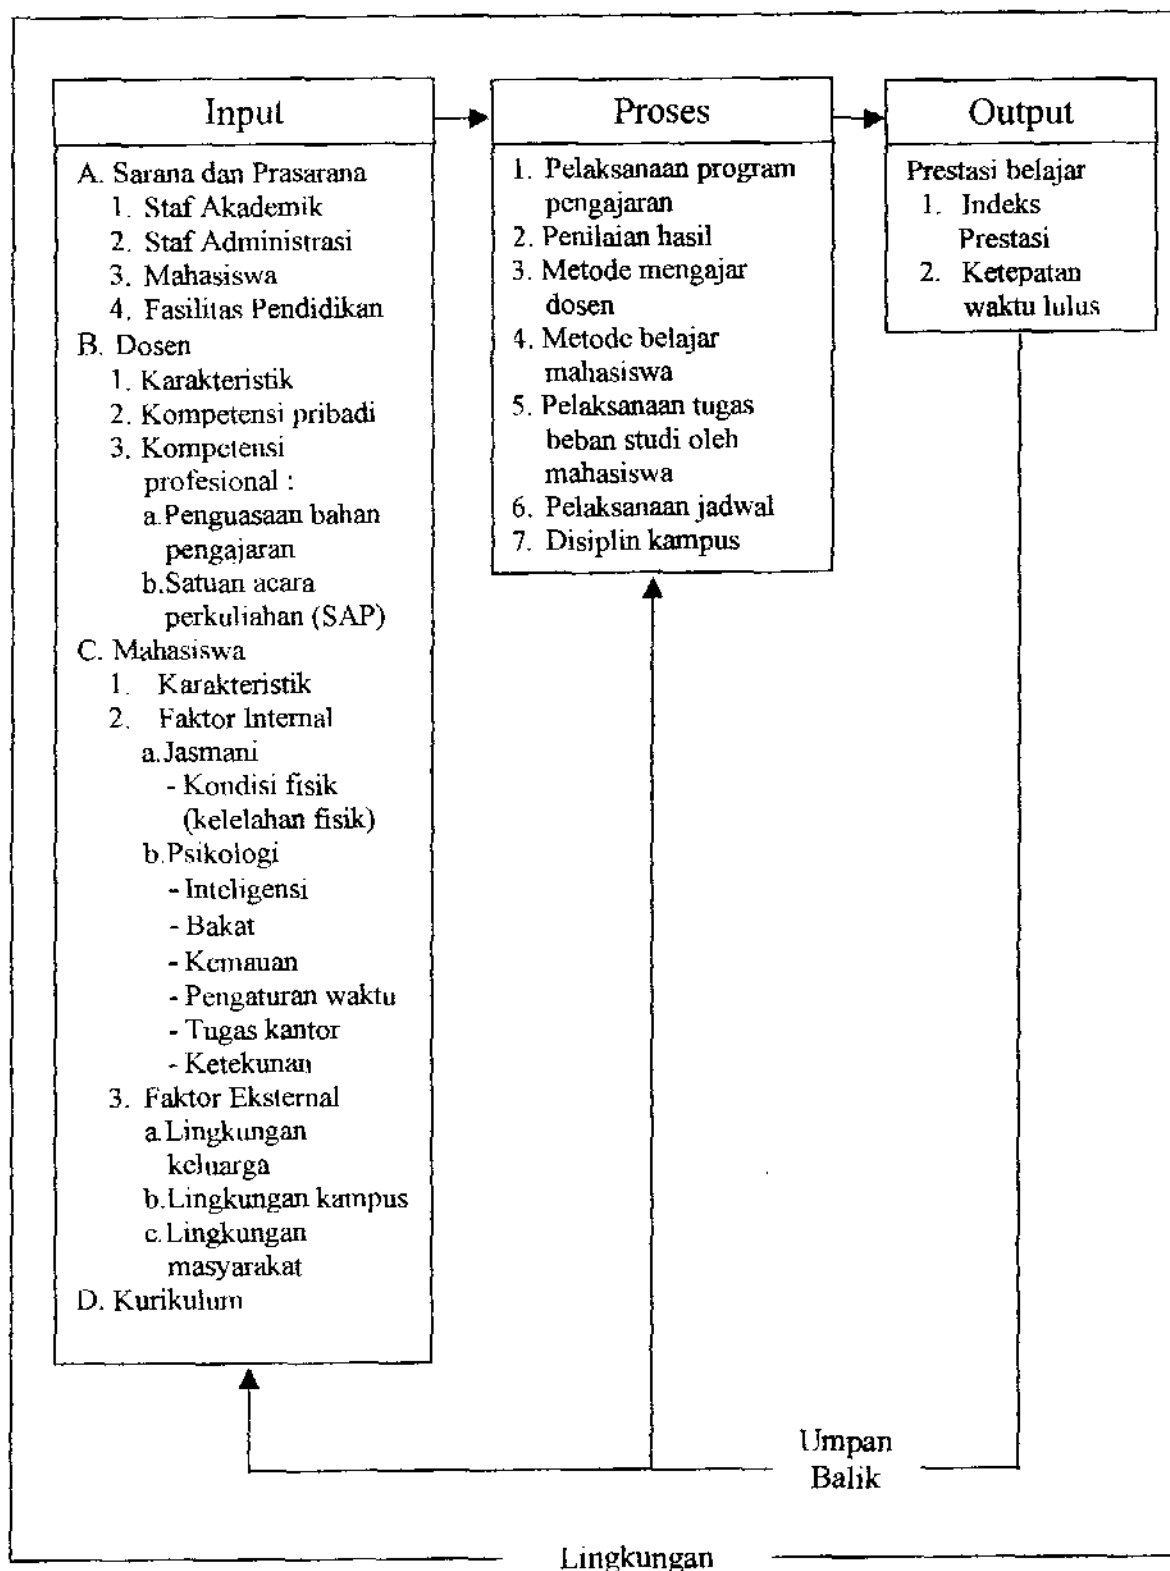 Input
A. Sarana dan Prasarana
1. Staf Akademik
2. Staf Administrasi
3. Mahasiswa
4. Fasilitas Pendidikan
B. Dosen
1. Karakteristik
2. Kompetensi pribadi
3. Kompetensi
profesional :
a. Penguasaan bahan
pengajaran
b. Satuan acara
perkuliahan (SAP)
C. Mahasiswa
1. Karakteristik
2. Faktor Internal
a. Jasmani
- Kondisi fisik
(kelelahan fisik)
b. Psikologi
- Inteligensi
- Bakat
- Kemauan
- Pengaturan waktu
- Tugas kantor
- Ketekunan
3. Faktor Eksternal
a. Lingkungan
keluarga
b. Lingkungan kampus
c. Lingkungan
masyarakat
D. Kurikulum
Proses
1. Pelaksanaan program
pengajaran
2. Penilaian hasil
3. Metode mengajar
dosen
4. Metode belajar
mahasiswa
5. Pelaksanaan tugas
beban studi oleh
mahasiswa
6. Pelaksanaan jadwal
7. Disiplin kampus
Output
Prestasi belajar
1. Indeks
Prestasi
2. Ketepatan
waktu lulus
Umpan
Balik
Lingkungan